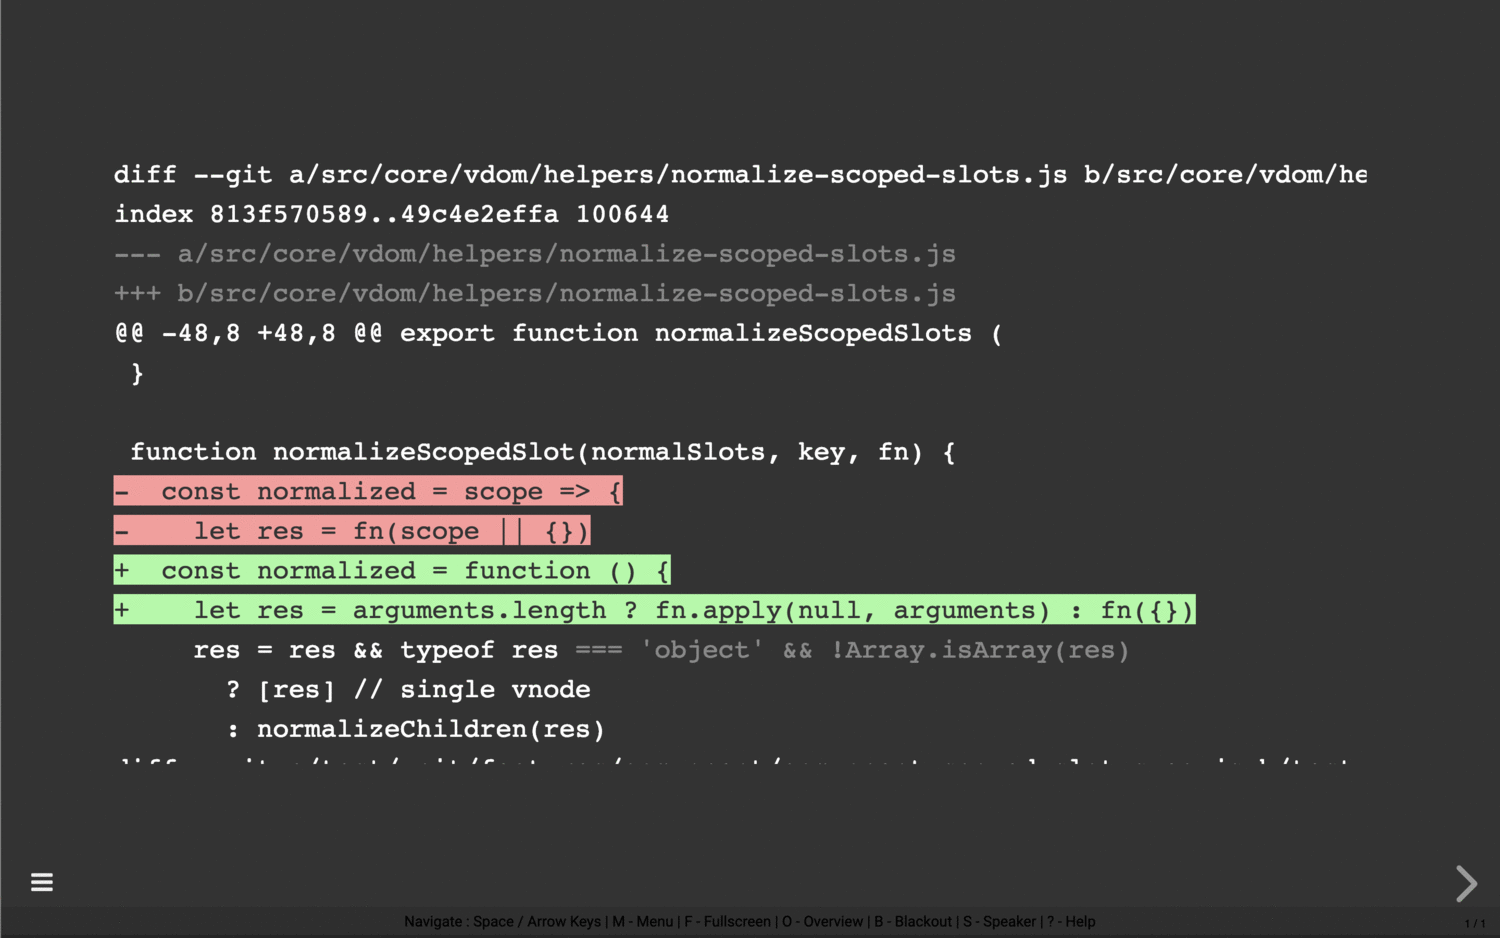 diff --git a/src/core/vdom/helpers/normalize-scoped-slots.js b/src/core/vdom/he
index 813f570589..49c4e2effa 100644
--- a/src/core/vdom/helpers/normalize-scoped-slots.js
+++ b/src/core/vdom/helpers/normalize-scoped-slots.js
@@ -48,8 +48,8 @@ export function normalizeScopedSlots (
 }
 function normalizeScopedSlot(normalSlots, key, fn) {
-  const normalized = scope => {
-    let res = fn(scope || {})
+  const normalized = function () {
+    let res = arguments.length ? fn.apply(null, arguments) : fn({})
     res = res && typeof res === 'object' && !Array.isArray(res)
       ? [res] // single vnode
       : normalizeChildren(res)
Navigate : Space / Arrow Keys | M - Menu | F - Fullscreen | O - Overview | B - Blackout | S - Speaker | ? - Help
1 / 1